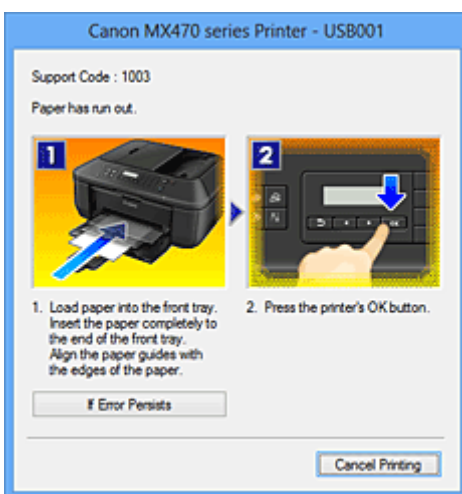 Canon MX470 series Printer - USB001
Support Code : 1003
Paper has run out.
1
2
1. Load paper into the front tray.
Insert the paper completely to
the end of the front tray.
Align the paper guides with
the edges of the paper.
2. Press the printer's OK button.
OK
If Error Persists
Cancel Printing